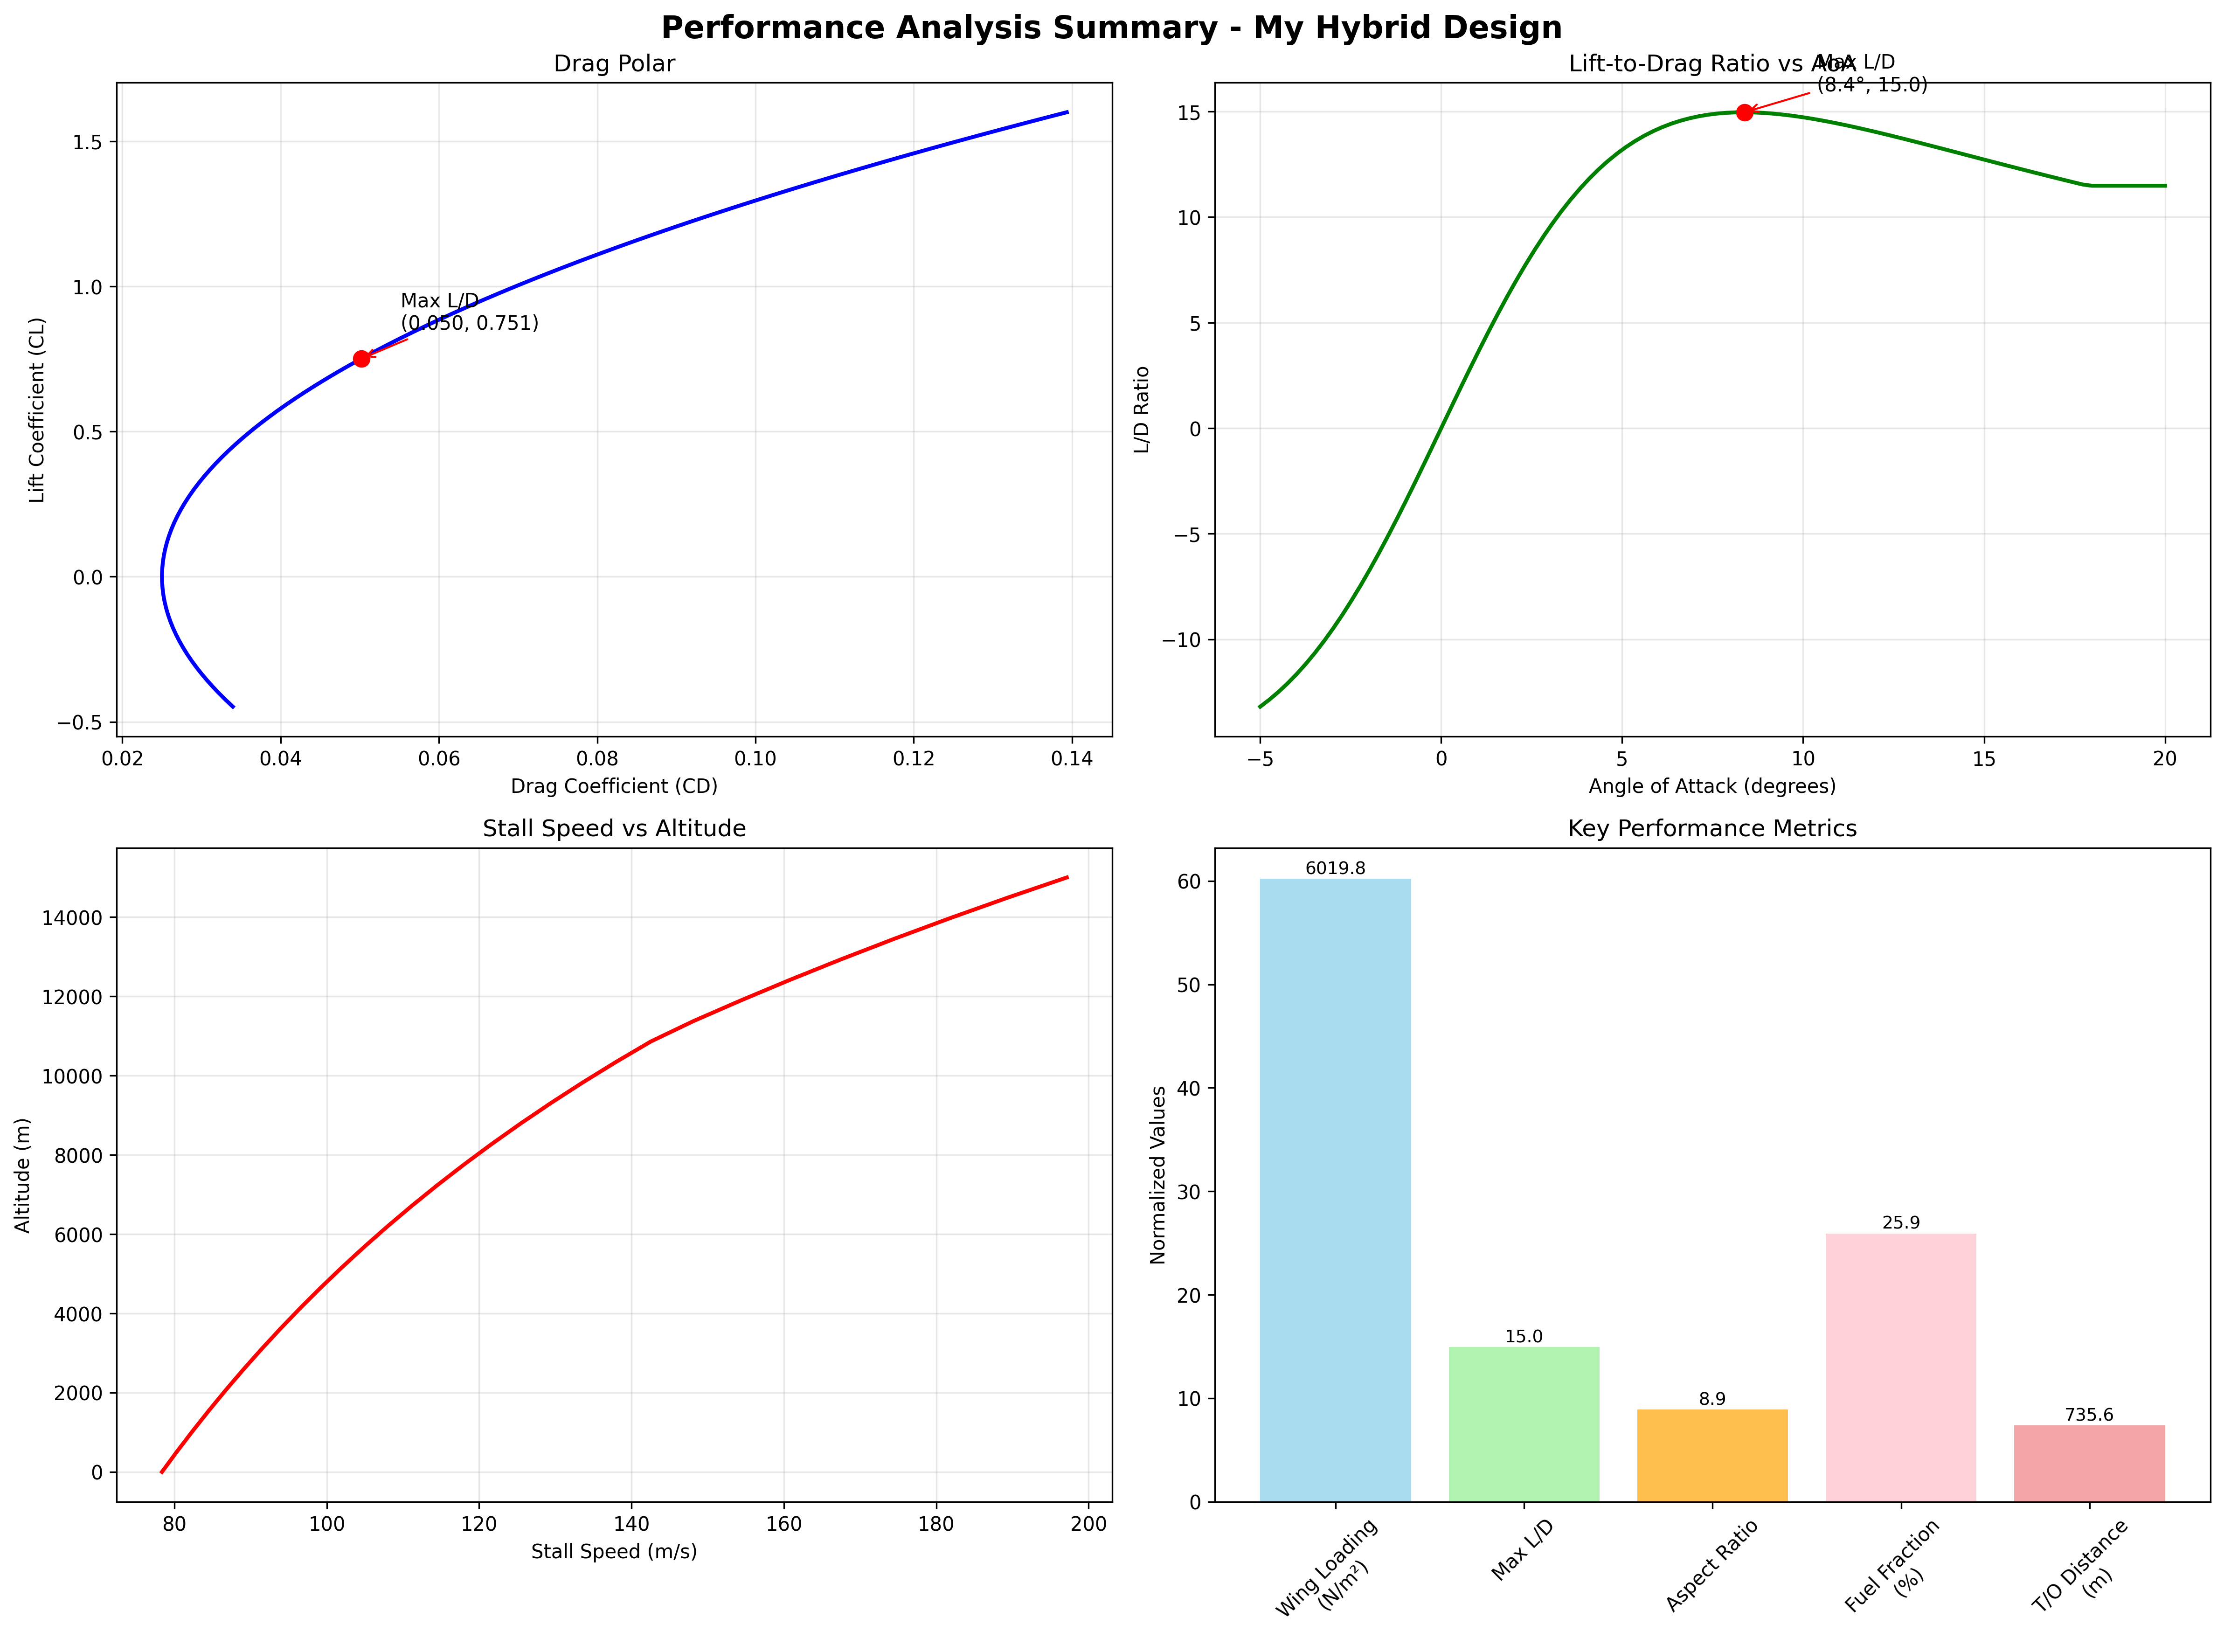 Performance Analysis Summary - My Hybrid Design
Drag Polar
Lift Coefficient (CL)
1.5
1.0
0.5
0.0
−0.5
Max L/D
(0.050, 0.751)
0.02 0.04 0.06 0.08 0.10 0.12 0.14
Drag Coefficient (CD)
Lift-to-Drag Ratio vs AoA
Max L/D
(8.4°, 15.0)
L/D Ratio
15
10
5
0
−5
−10
−5 0 5 10 15 20
Angle of Attack (degrees)
Stall Speed vs Altitude
Altitude (m)
14000
12000
10000
8000
6000
4000
2000
0
80 100 120 140 160 180 200
Stall Speed (m/s)
Key Performance Metrics
Normalized Values
60
50
40
30
20
10
0
6019.8
15.0
8.9
25.9
735.6
Wing Loading
(N/m²)
Max L/D
Aspect Ratio
Fuel Fraction
(%)
T/O Distance
(m)